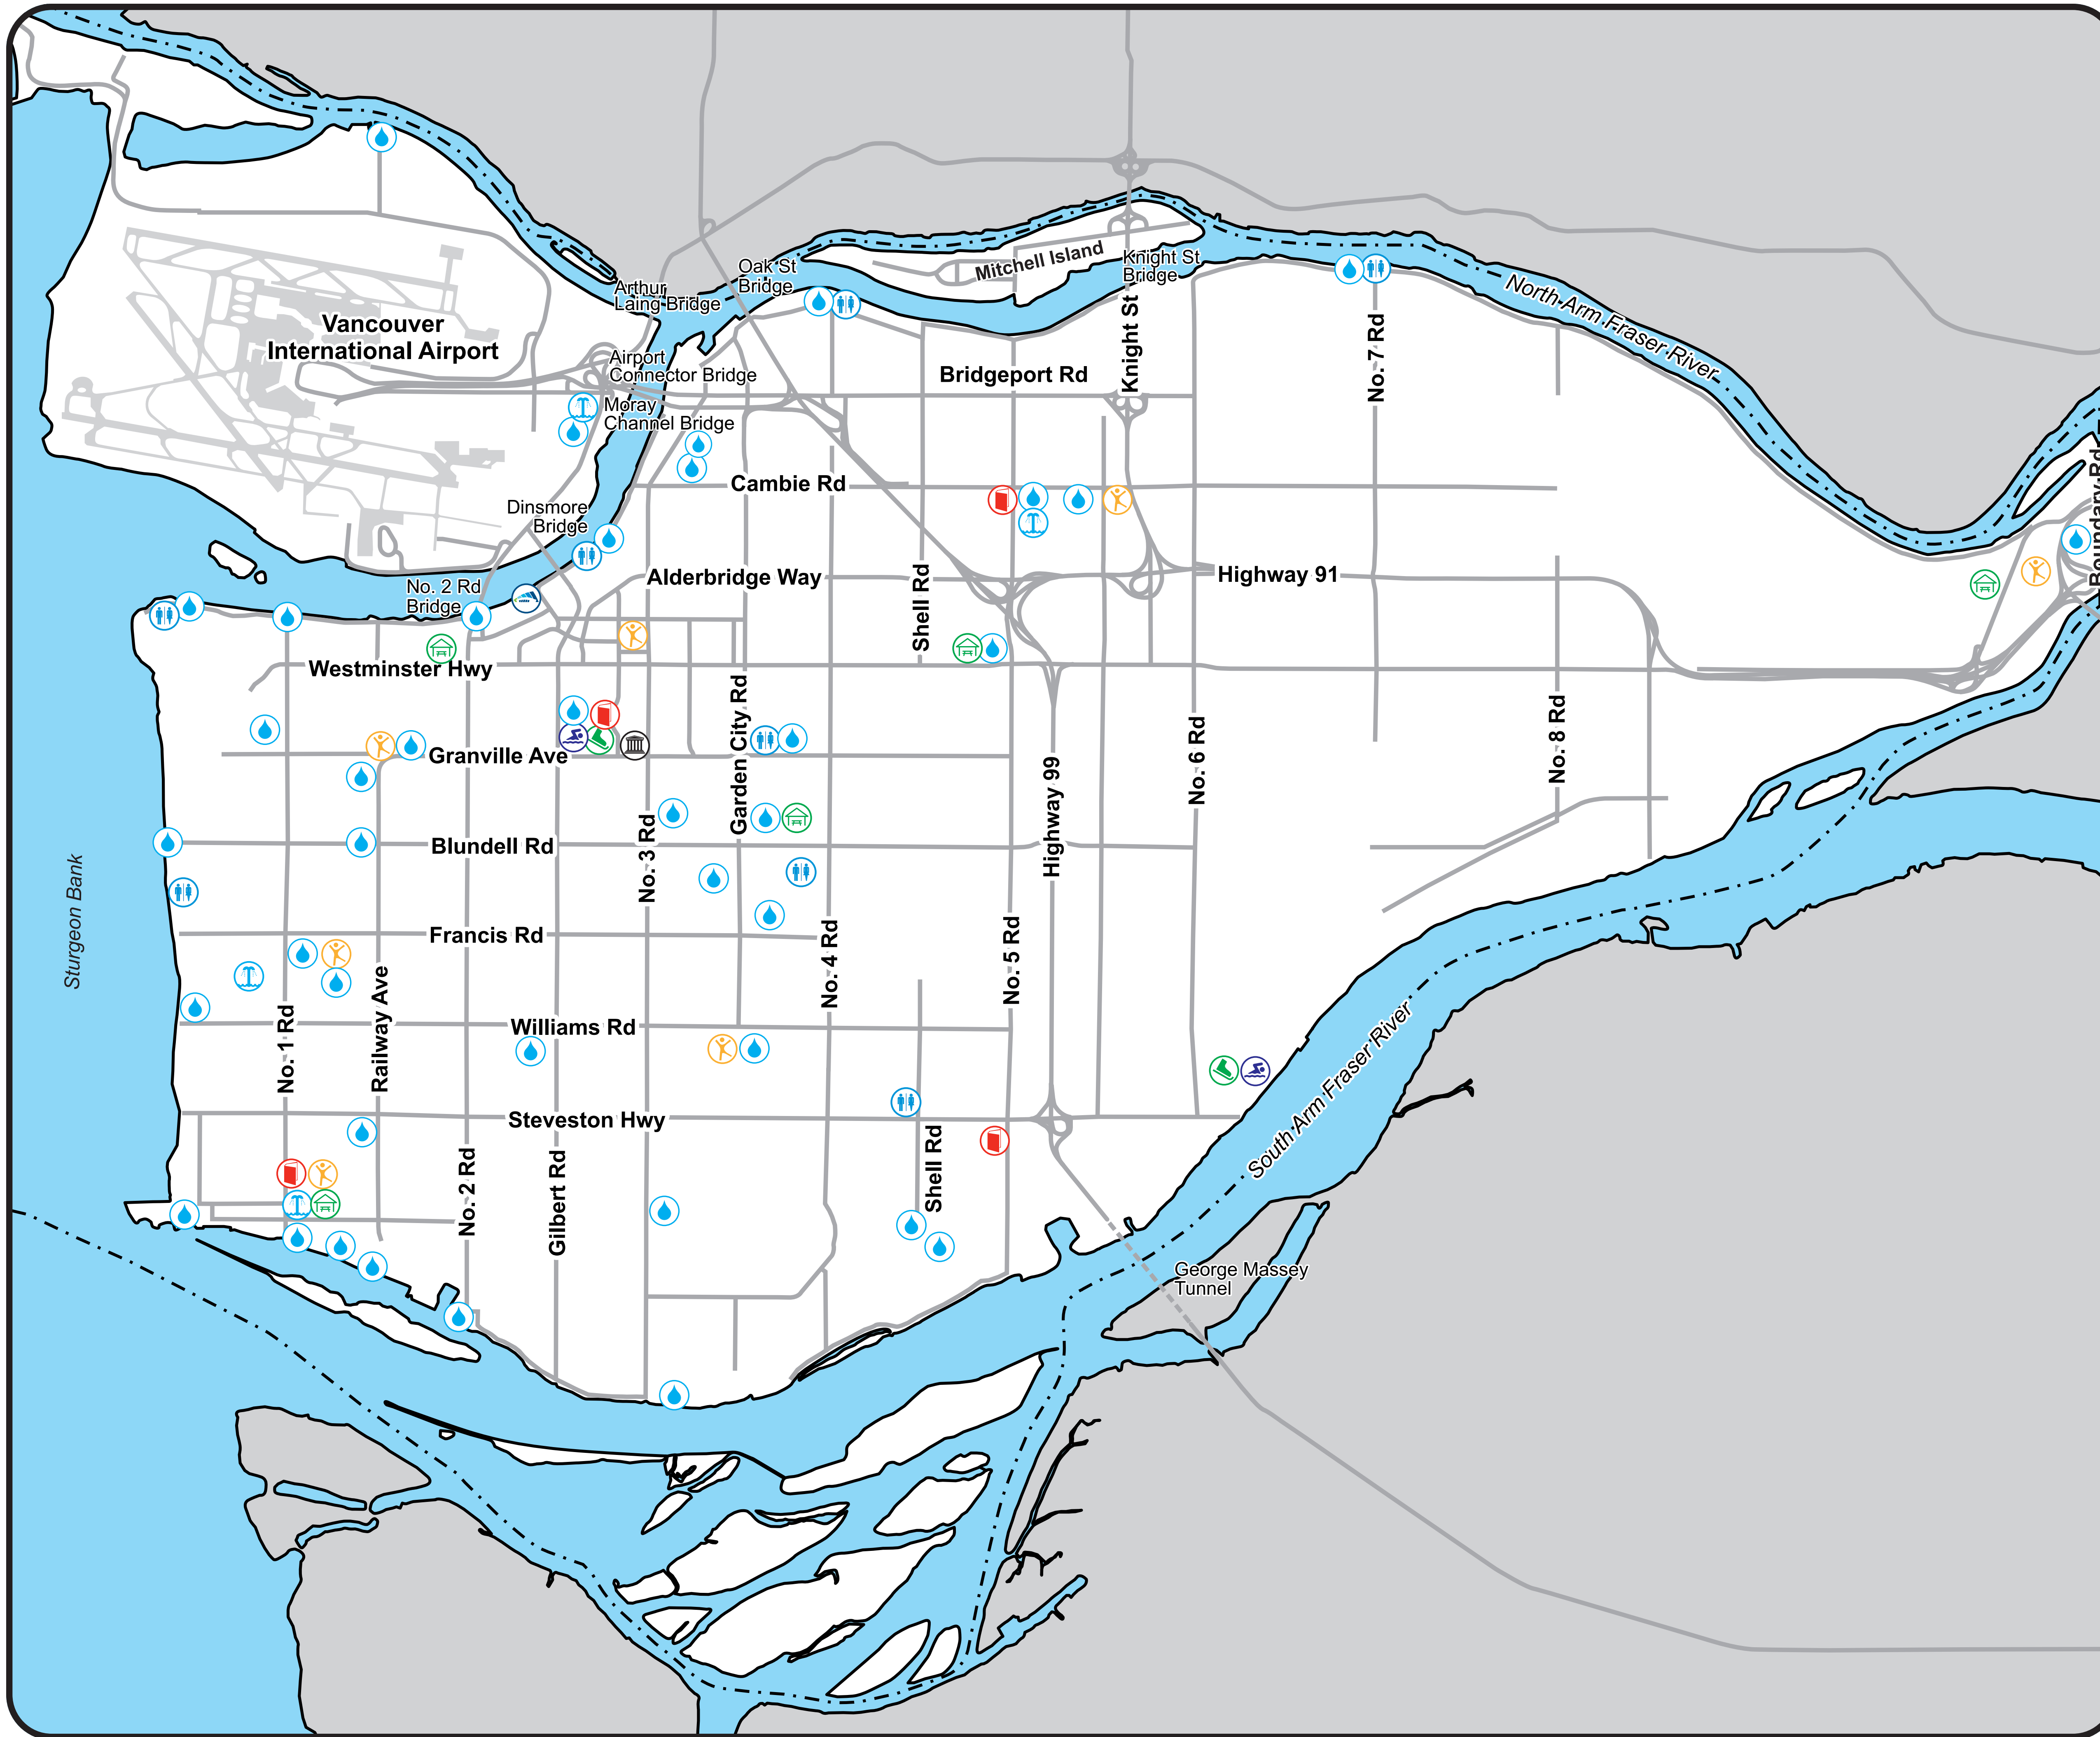 Oak St
Bridge
Arthur
Laing Bridge
Mitchell Island
Knight St
Bridge
North Arm Fraser River
Vancouver
International Airport
Airport
Connector Bridge
Bridgeport Rd
Knight St
No. 7 Rd
Moray
Channel Bridge
Cambie Rd
Boundary Rd
Dinsmore
Bridge
No. 2 Rd
Bridge
Alderbridge Way
Shell Rd
Highway 91
Westminster Hwy
Garden City Rd
No. 6 Rd
No. 8 Rd
Granville Ave
Highway 99
Blundell Rd
No. 3 Rd
Sturgeon Bank
Francis Rd
No. 4 Rd
No. 5 Rd
No. 1 Rd
Railway Ave
Williams Rd
South Arm Fraser River
Steveston Hwy
No. 2 Rd
Gilbert Rd
Shell Rd
George Massey
Tunnel